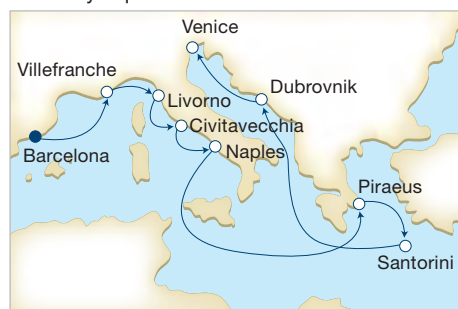 Venice
Villefranche
Dubrovnik
Livorno
Civitavecchia
Barcelona
Naples
Piraeus
Santorini